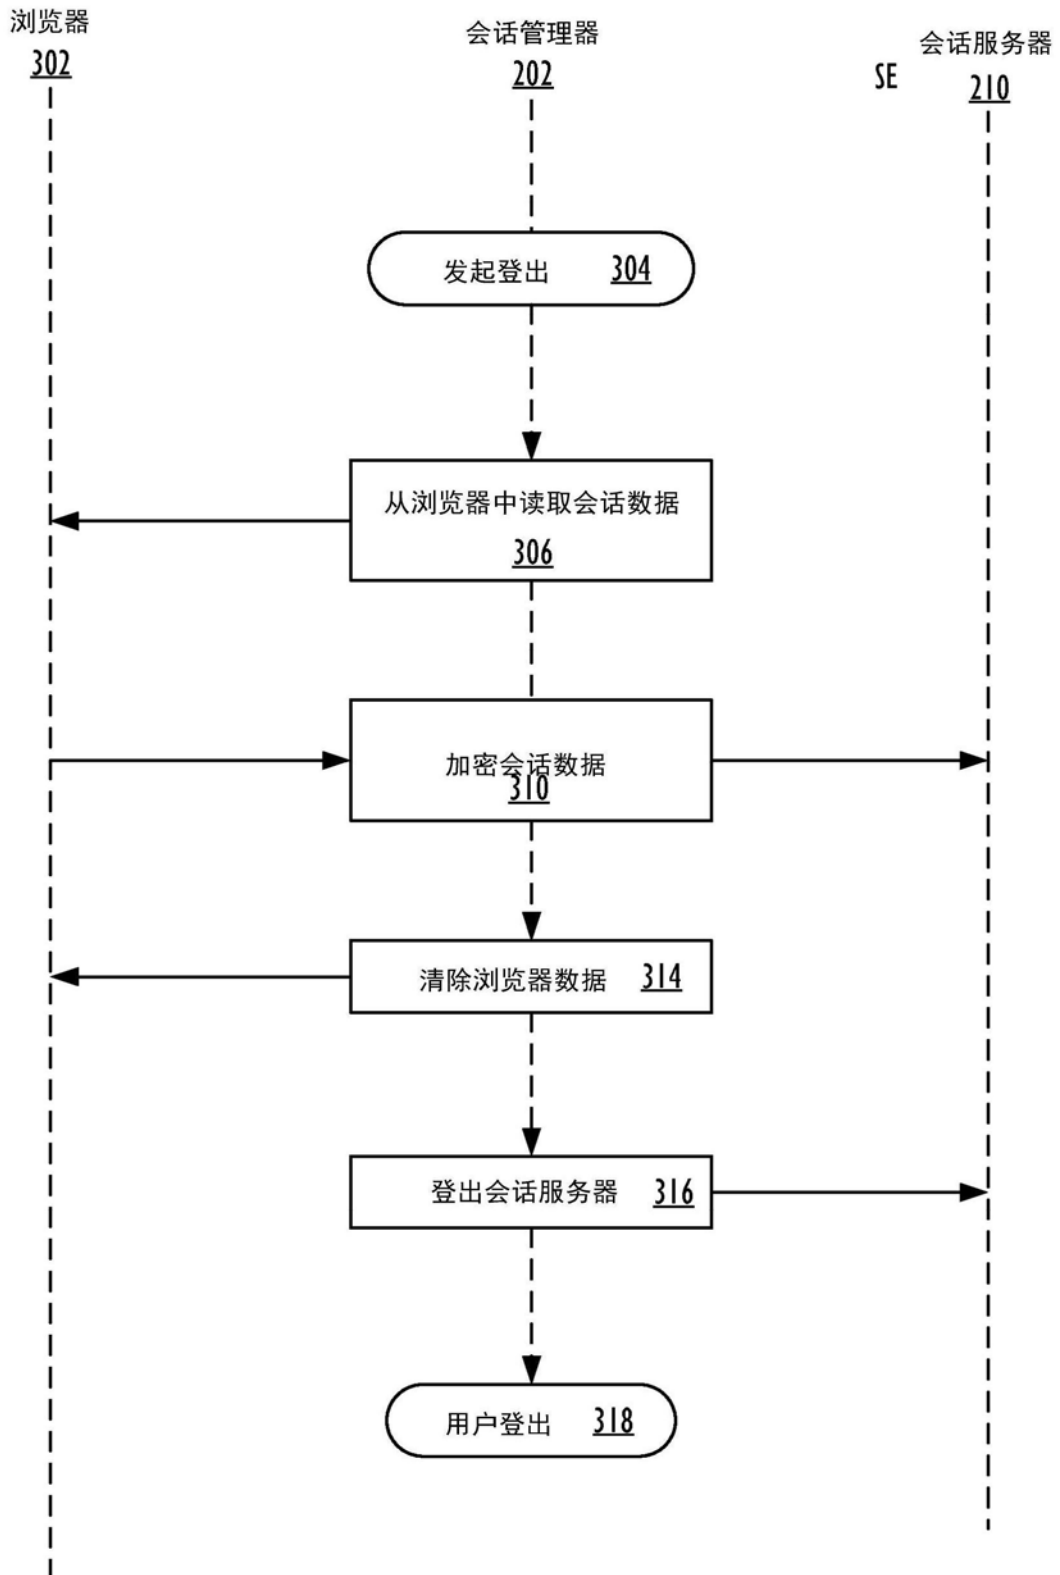 浏览器
302
会话管理器
202
SE
会话服务器
210
发起登出 304
从浏览器中读取会话数据
306
加密会话数据
310
清除浏览器数据 314
登出会话服务器 316
用户登出 318